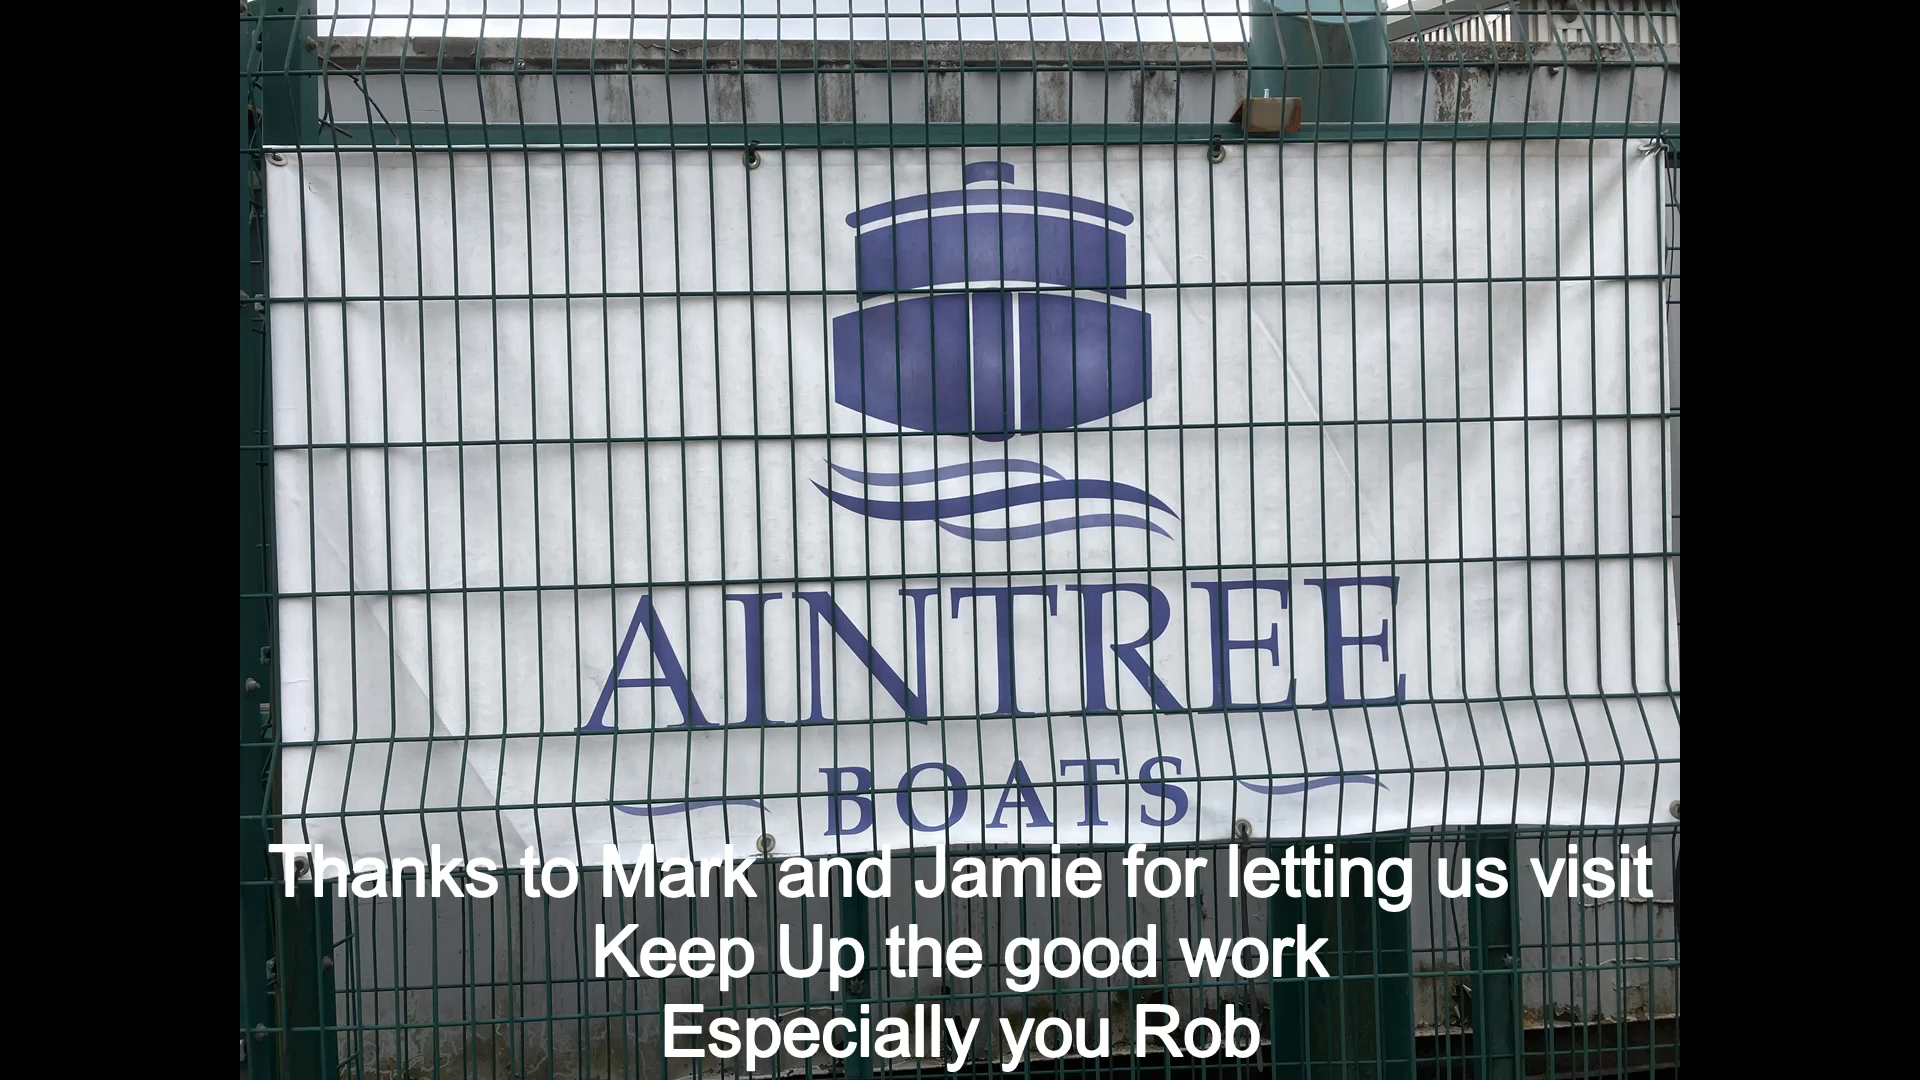 AINTREE
BOATS
Thanks to Mark and Jamie for letting us visit
Keep Up the good work
Especially you Rob